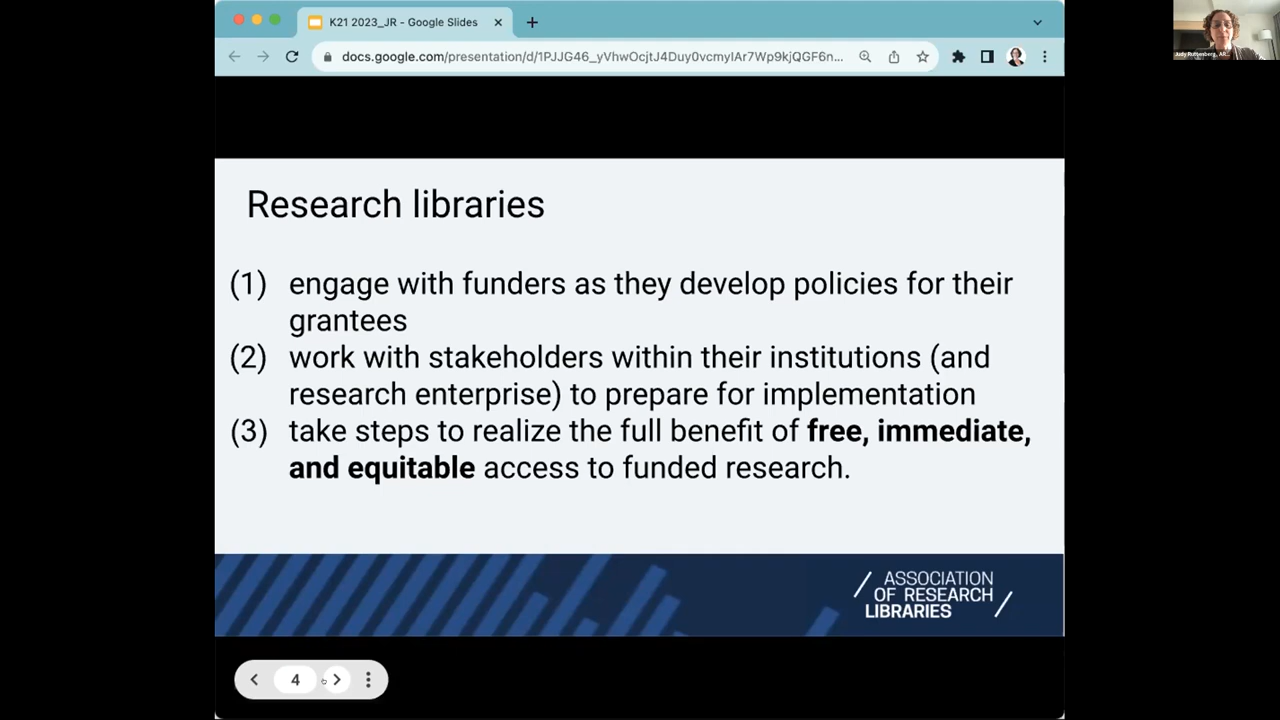 K21 2023_JR - Google Slides
docs.google.com/presentation/d/1PJJG46_yVhwOcjtJ4Duy0vcmyIAr7Wp9kjQGF6n...
Judy Ruttenberg, AR...
Research libraries
(1) engage with funders as they develop policies for their
grantees
(2) work with stakeholders within their institutions (and
research enterprise) to prepare for implementation
(3) take steps to realize the full benefit of free, immediate,
and equitable access to funded research.
ASSOCIATION
OF RESEARCH
LIBRARIES
4